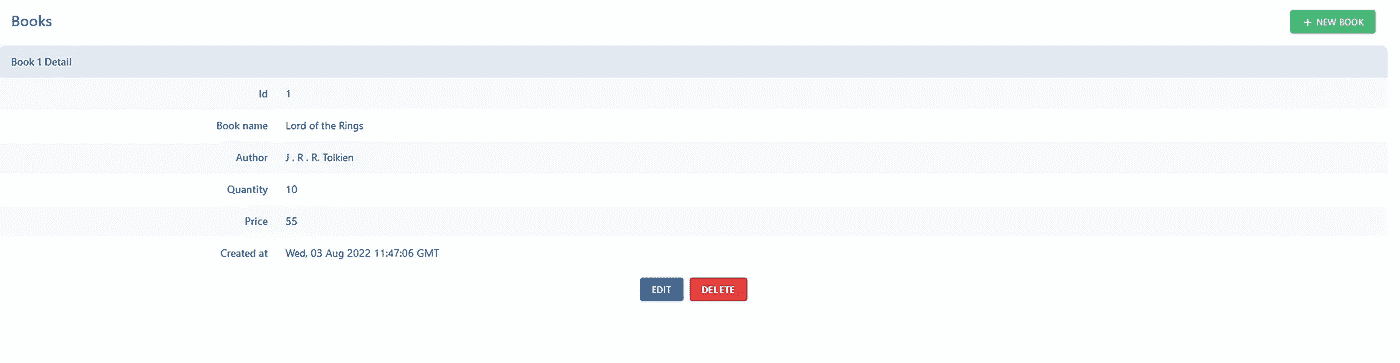 Books
+ NEW BOOK
Book 1 Detail
Id 1
Book name Lord of the Rings
Author J . R . R. Tolkien
Quantity 10
Price 55
Created at Wed, 03 Aug 2022 11:47:06 GMT
EDIT DELETE